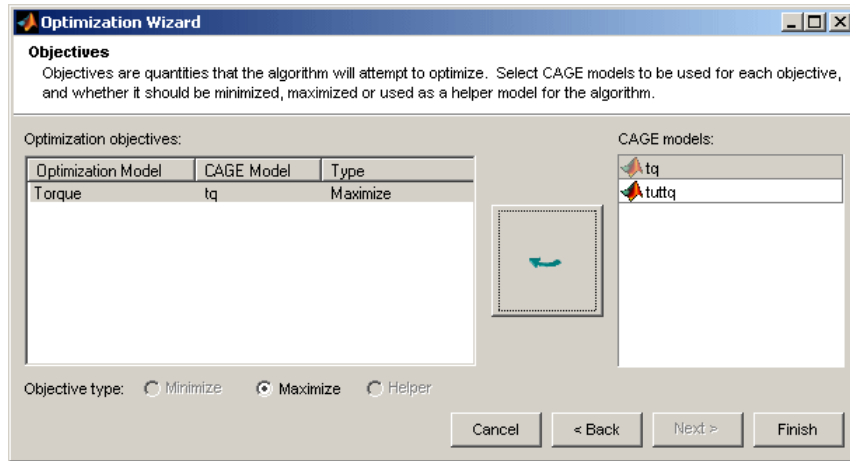 Optimization Wizard
Objectives
Objectives are quantities that the algorithm will attempt to optimize. Select CAGE models to be used for each objective,
and whether it should be minimized, maximized or used as a helper model for the algorithm.
Optimization objectives:
CAGE models:
Optimization Model CAGE Model Type
Torque tq Maximize
tq
tuttq
Objective type: Minimize Maximize Helper
Cancel < Back Next > Finish